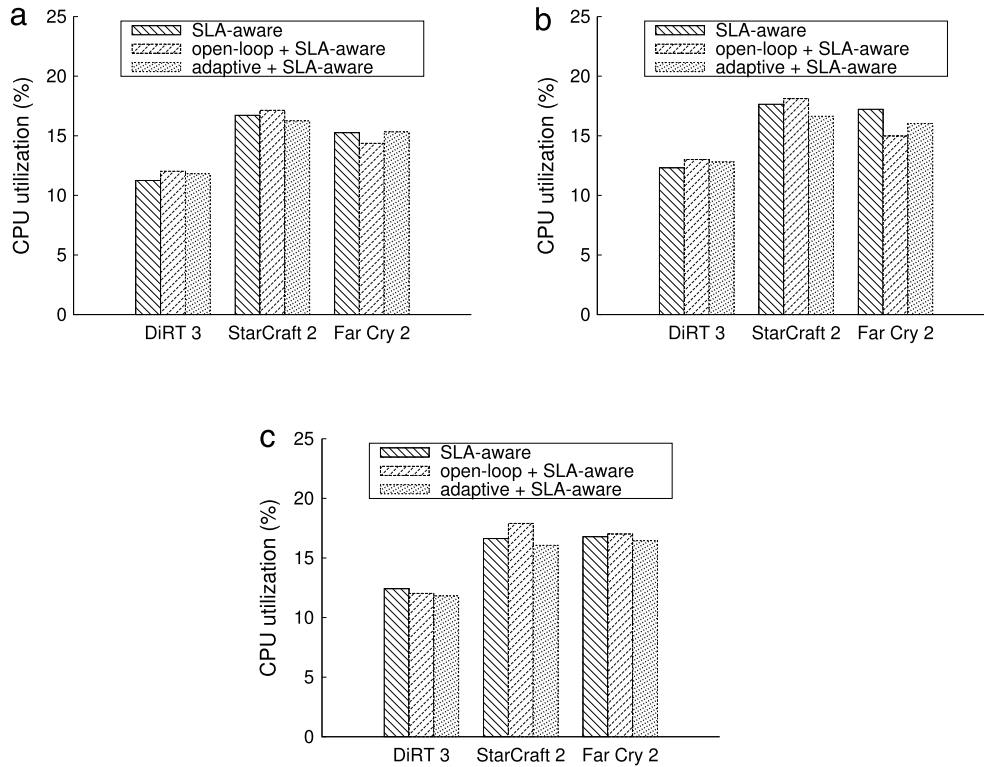 a
25
20
15
10
5
0
CPU utilization (%)
SLA-aware
open-loop + SLA-aware
adaptive + SLA-aware
DiRT 3 StarCraft 2 Far Cry 2
b
25
20
15
10
5
0
CPU utilization (%)
SLA-aware
open-loop + SLA-aware
adaptive + SLA-aware
DiRT 3 StarCraft 2 Far Cry 2
c
25
20
15
10
5
0
CPU utilization (%)
SLA-aware
open-loop + SLA-aware
adaptive + SLA-aware
DiRT 3 StarCraft 2 Far Cry 2